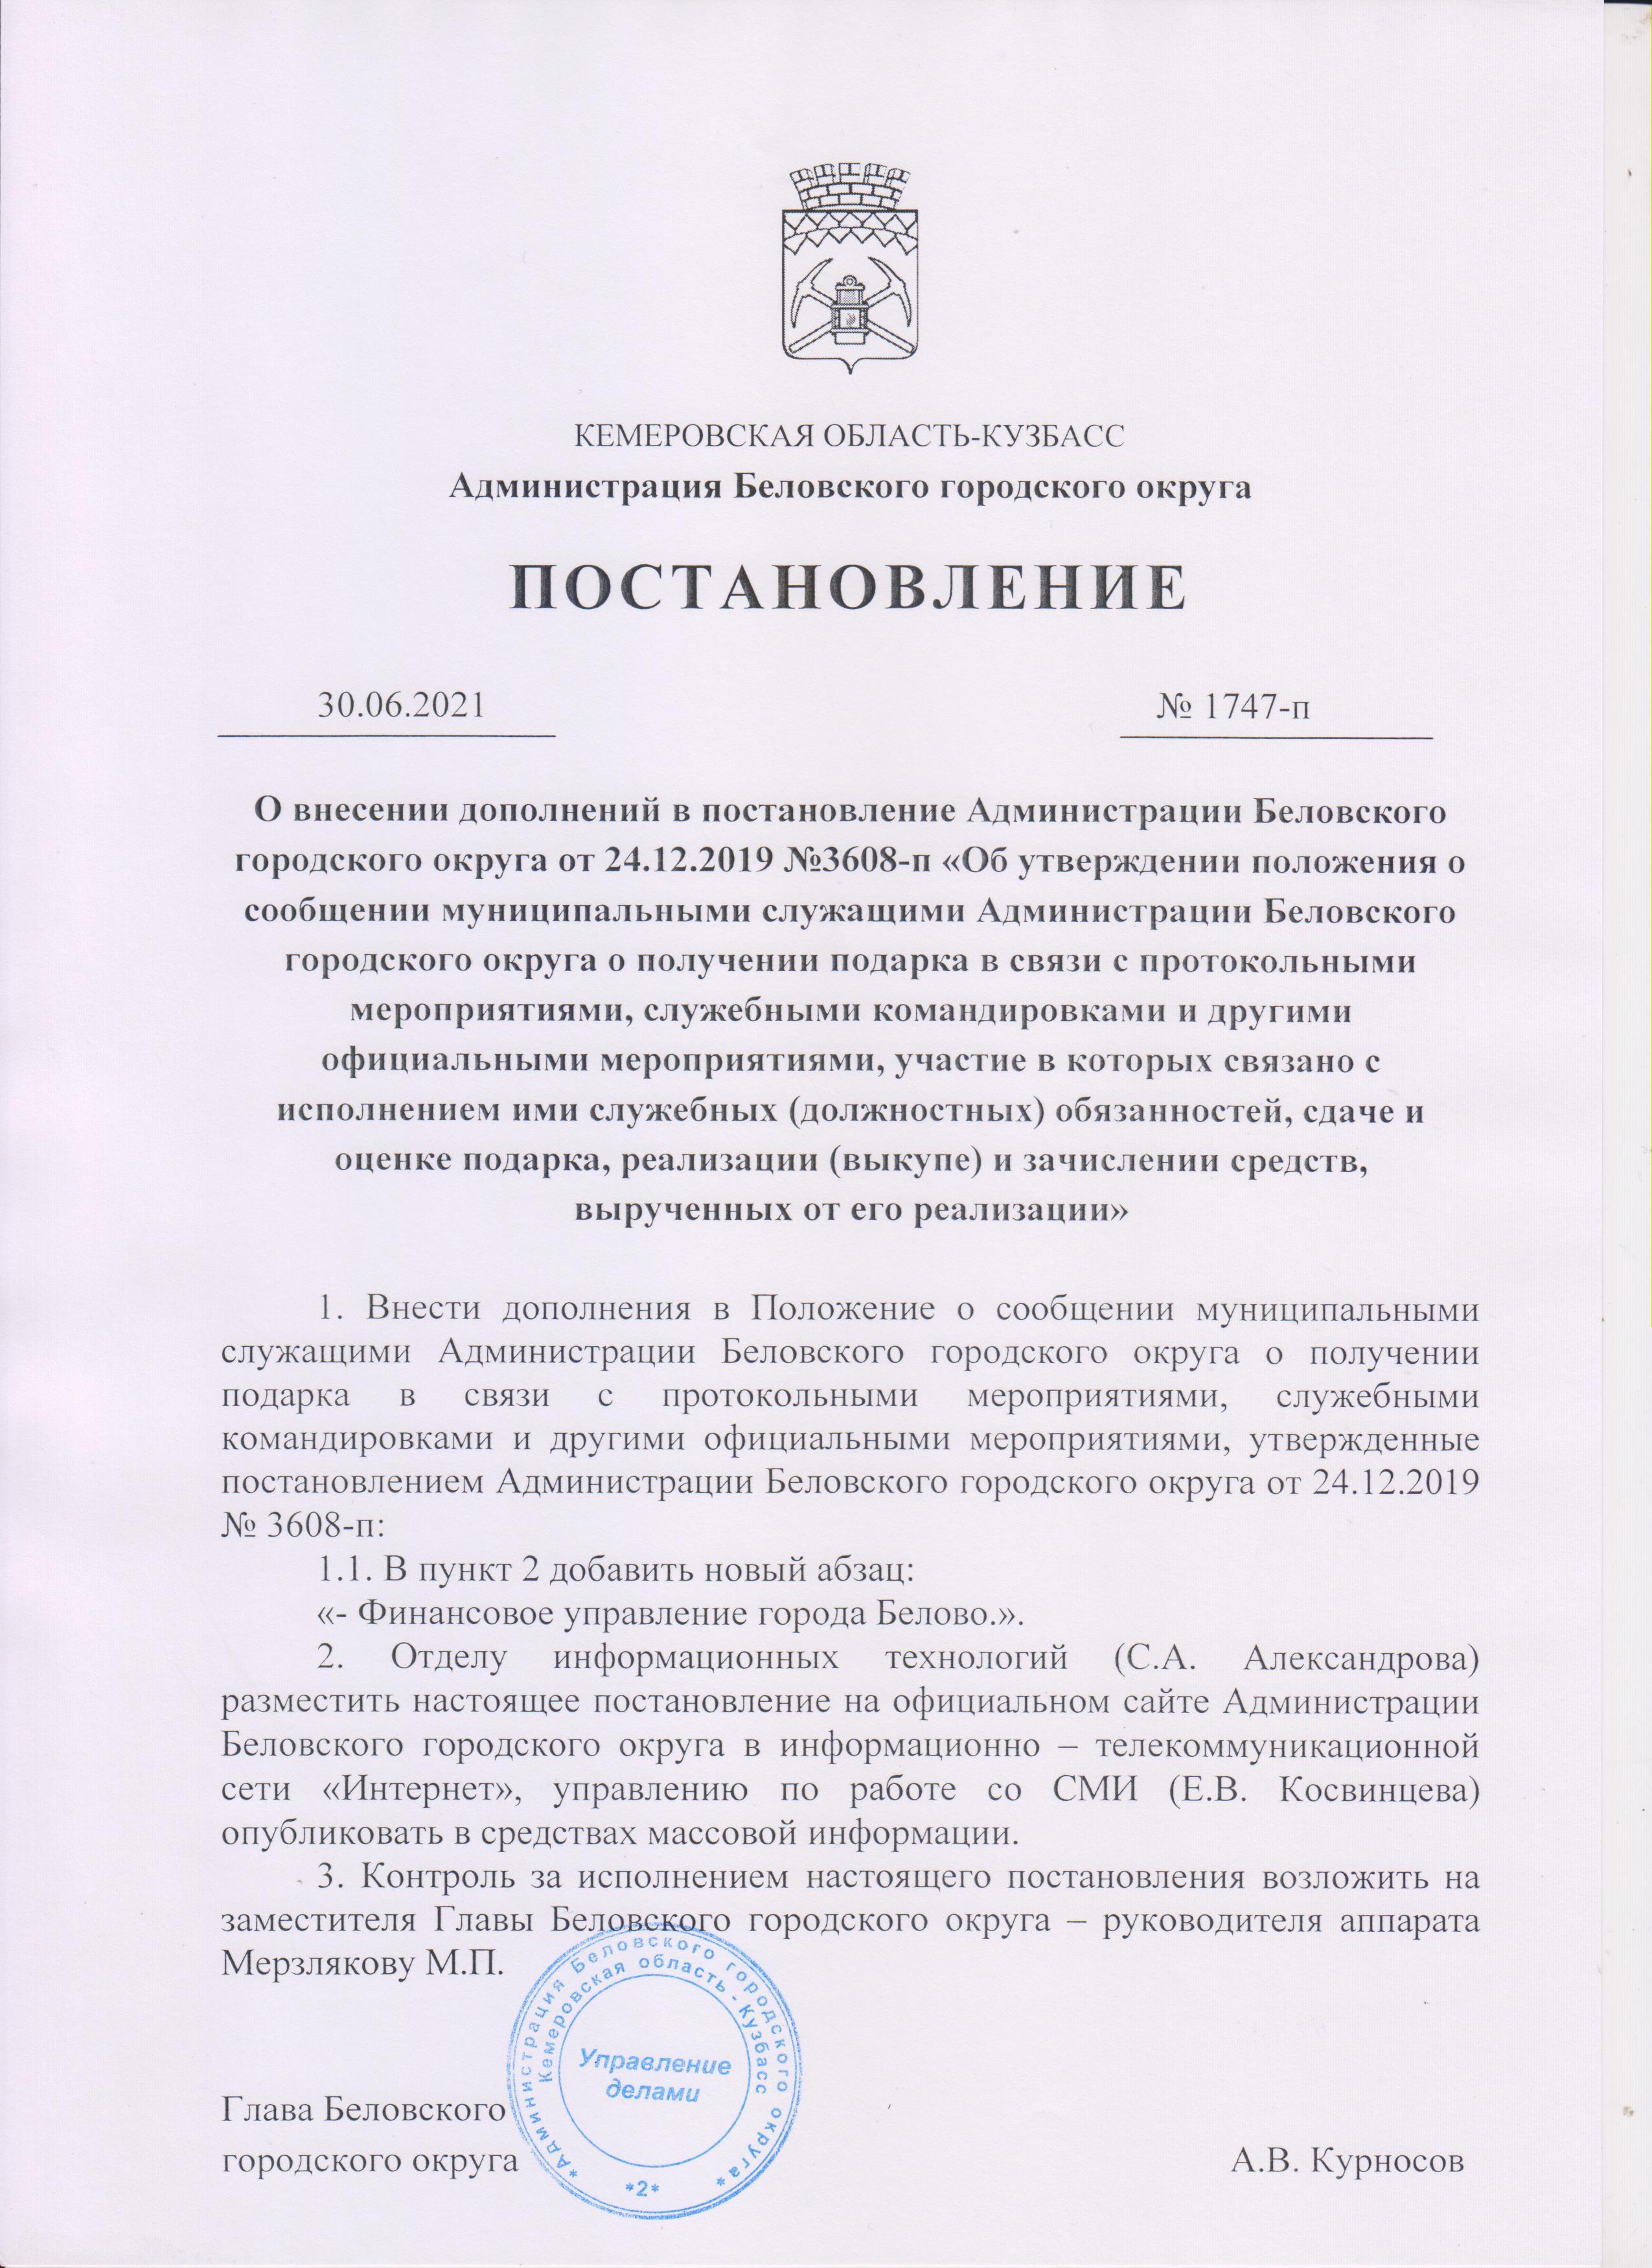 КЕМЕРОВСКАЯ ОБЛАСТЬ-КУЗБАСС
Администрация Беловского городского округа
ПОСТАНОВЛЕНИЕ
30.06.2021 № 1747-п
О внесении дополнений в постановление Администрации Беловского
городского округа от 24.12.2019 №3608-п «Об утверждении положения о
сообщении муниципальными служащими Администрации Беловского
городского округа о получении подарка в связи с протокольными
мероприятиями, служебными командировками и другими
официальными мероприятиями, участие в которых связано с
исполнением ими служебных (должностных) обязанностей, сдаче и
оценке подарка, реализации (выкупе) и зачислении средств,
вырученных от его реализации»
1. Внести дополнения в Положение о сообщении муниципальными
служащими Администрации Беловского городского округа о получении
подарка в связи с протокольными мероприятиями, служебными
командировками и другими официальными мероприятиями, утвержденные
постановлением Администрации Беловского городского округа от 24.12.2019
№ 3608-п:
1.1. В пункт 2 добавить новый абзац:
«- Финансовое управление города Белово.».
2. Отделу информационных технологий (С.А. Александрова)
разместить настоящее постановление на официальном сайте Администрации
Беловского городского округа в информационно – телекоммуникационной
сети «Интернет», управлению по работе со СМИ (Е.В. Косвинцева)
опубликовать в средствах массовой информации.
3. Контроль за исполнением настоящего постановления возложить на
заместителя Главы Беловского городского округа – руководителя аппарата
Мерзлякову М.П.
*Администрация Беловского городского округа*
Кемеровская область - Кузбасс
Управление
делами
*2*
Глава Беловского
городского округа А.В. Курносов